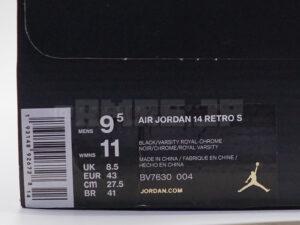 MENS 9 5
WMNS 11
UK 8.5
EUR 43
CM 27.5
BR 41
AIR JORDAN 14 RETRO S
BLACK/VARSITY ROYAL-CHROME
NOIR/CHROME/ROYAL VARSITY
MADE IN CHINA / FABRIQUE EN CHINE /
HECHO EN CHINA
BV7630 004
JORDAN.COM